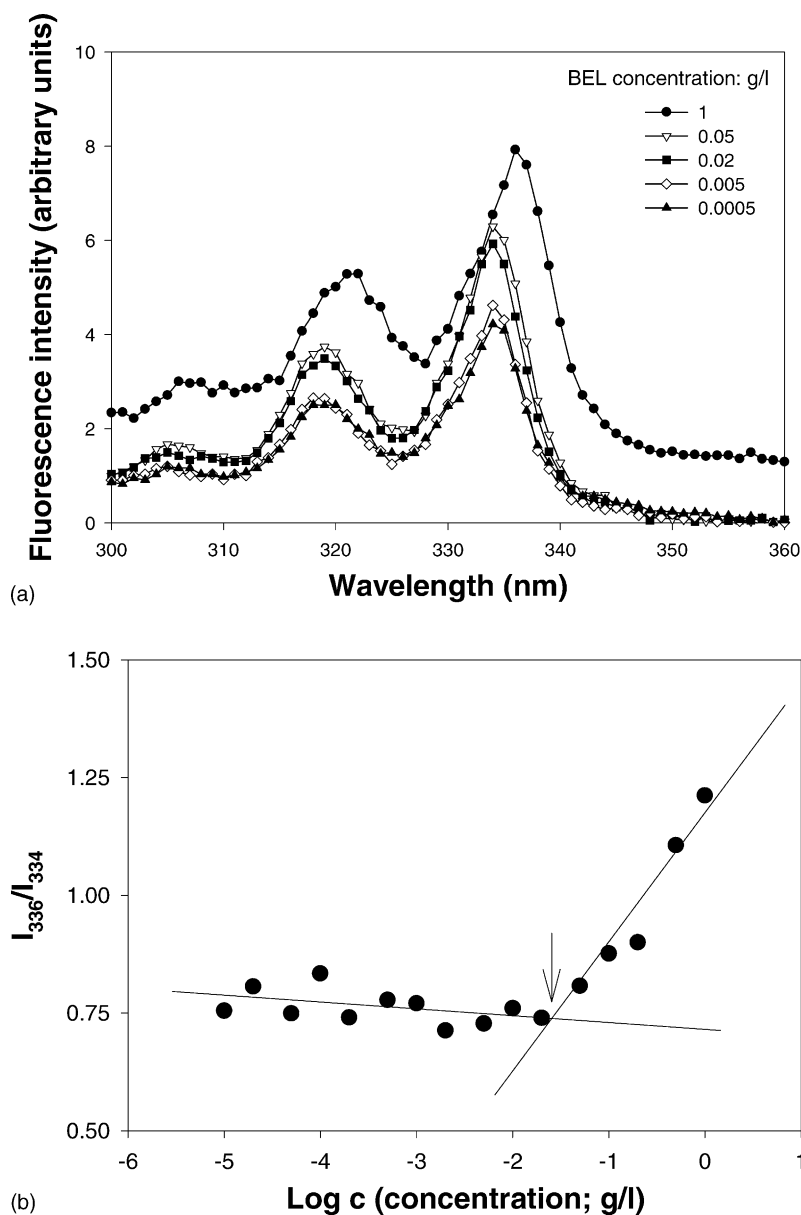 10
8
6
4
2
0
Fluorescence intensity (arbitrary units)
BEL concentration: g/l
1
0.05
0.02
0.005
0.0005
300 310 320 330 340 350 360
Wavelength (nm)
(a)
1.50
1.25
1.00
0.75
0.50
I336/I334
-6 -5 -4 -3 -2 -1 0 1
Log c (concentration; g/l)
(b)